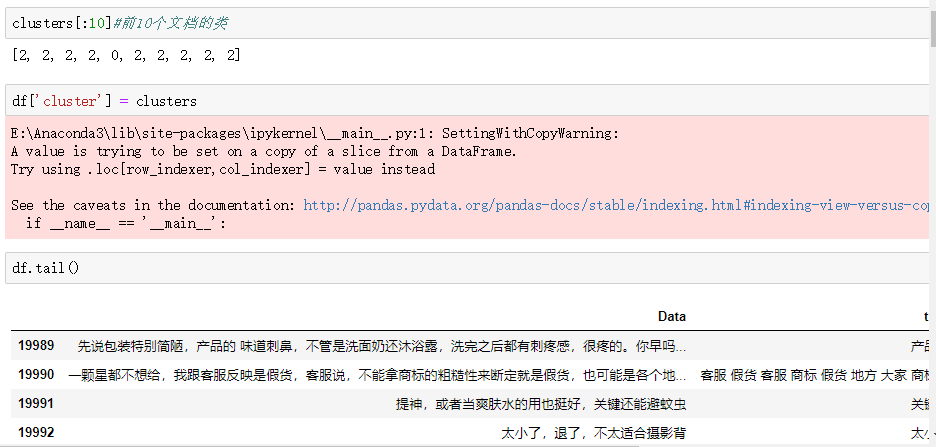 clusters[:10]#前10个文档的类
[2, 2, 2, 2, 0, 2, 2, 2, 2, 2]
df['cluster'] = clusters
E:\Anaconda3\lib\site-packages\ipykernel\__main__.py:1: SettingWithCopyWarning:
A value is trying to be set on a copy of a slice from a DataFrame.
Try using .loc[row_indexer,col_indexer] = value instead
See the caveats in the documentation: http://pandas.pydata.org/pandas-docs/stable/indexing.html#indexing-view-versus-cop
if __name__ == '__main__':
df.tail()
Data t
19989 先说包装特别简陋，产品的 味道刺鼻，不管是洗面奶还沐浴露，洗完之后都有刺疼感，很疼的。你早吗... 产品
19990 一颗星都不想给，我跟客服反映是假货，客服说，不能拿商标的粗糙性来断定就是假货，也可能是各个地... 客服 假货 客服 商标 假货 地方 大家 商标
19991 提神，或者当爽肤水的用也挺好，关键还能避蚊虫 关键
19992 太小了，退了，不太适合摄影背 太小